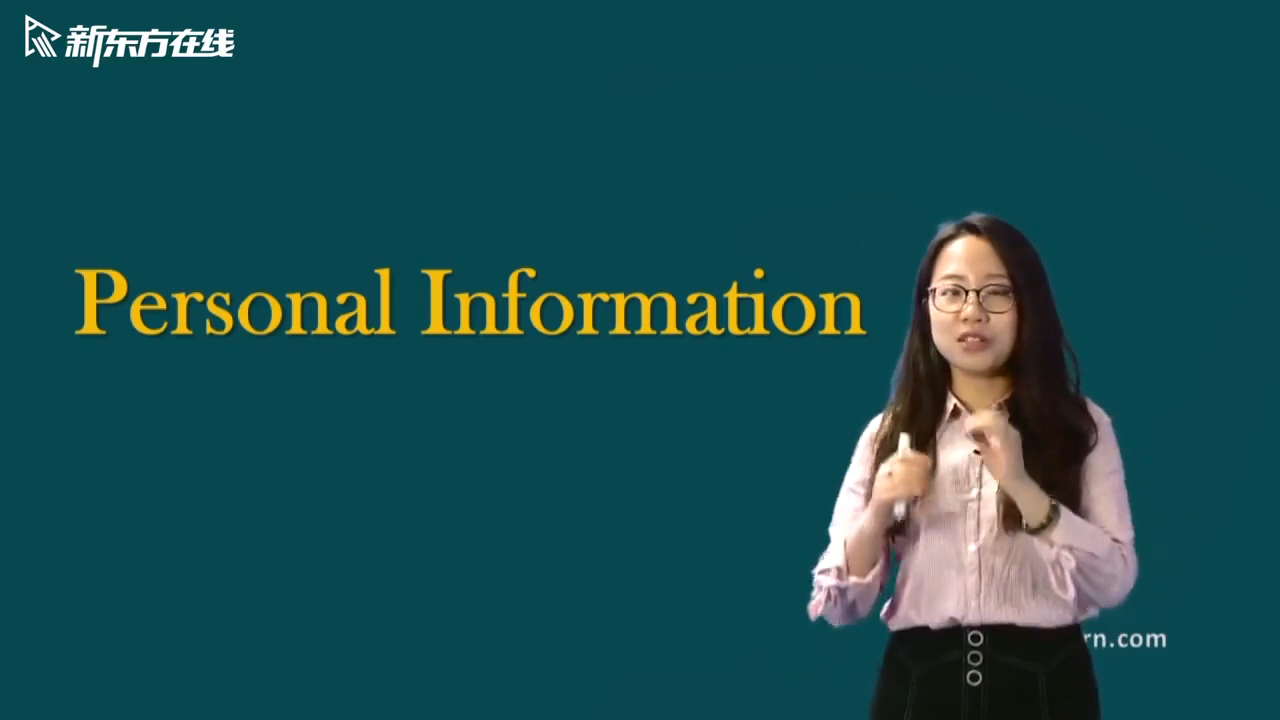 新东方在线
Personal Information
rn.com